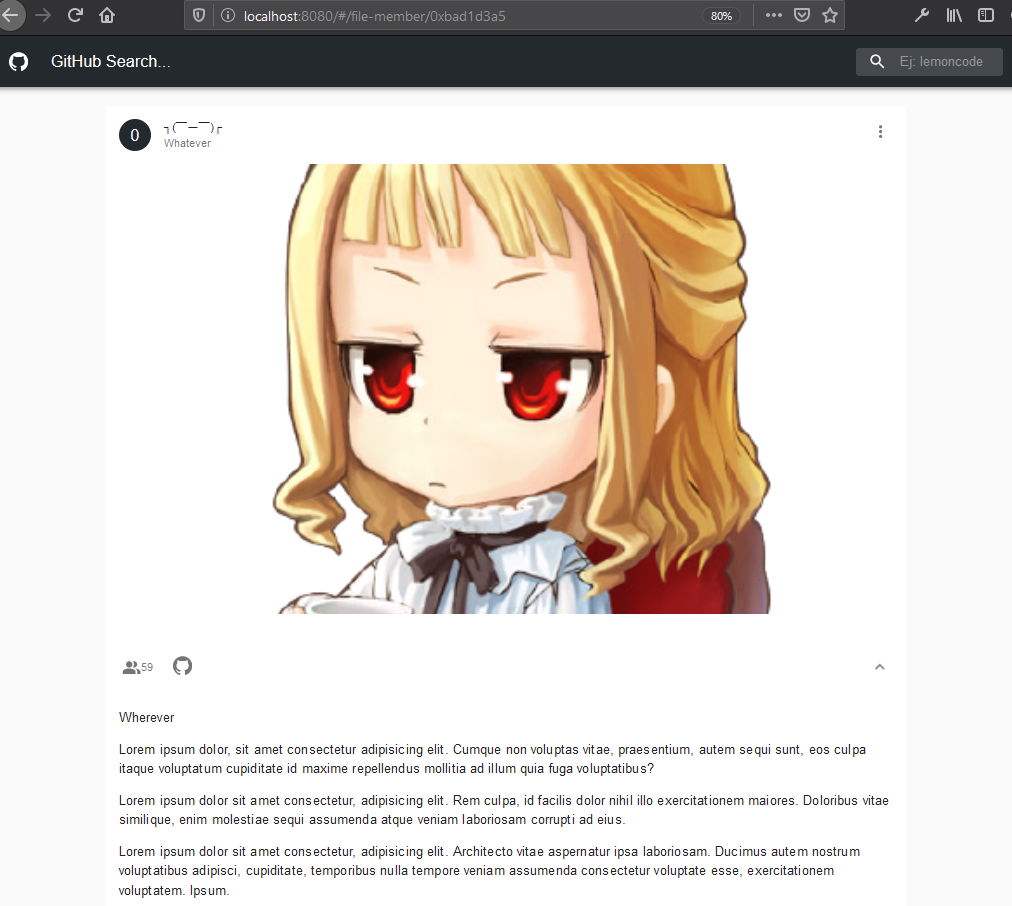 localhost:8080/#/file-member/0xbad1d3a5
80%
GitHub Search...
Ej: lemoncode
0
┐(￣ー￣)┌
Whatever
59
Wherever
Lorem ipsum dolor, sit amet consectetur adipisicing elit. Cumque non voluptas vitae, praesentium, autem sequi sunt, eos culpa
itaque voluptatum cupiditate id maxime repellendus mollitia ad illum quia fuga voluptatibus?
Lorem ipsum dolor sit amet consectetur, adipisicing elit. Rem culpa, id facilis dolor nihil illo exercitationem maiores. Doloribus vitae
similique, enim molestiae sequi assumenda atque veniam laboriosam corrupti ad eius.
Lorem ipsum dolor sit amet consectetur, adipisicing elit. Architecto vitae aspernatur ipsa laboriosam. Ducimus autem nostrum
voluptatibus adipisci, cupiditate, temporibus nulla tempore veniam assumenda consectetur voluptate esse, exercitationem
voluptatem. Ipsum.